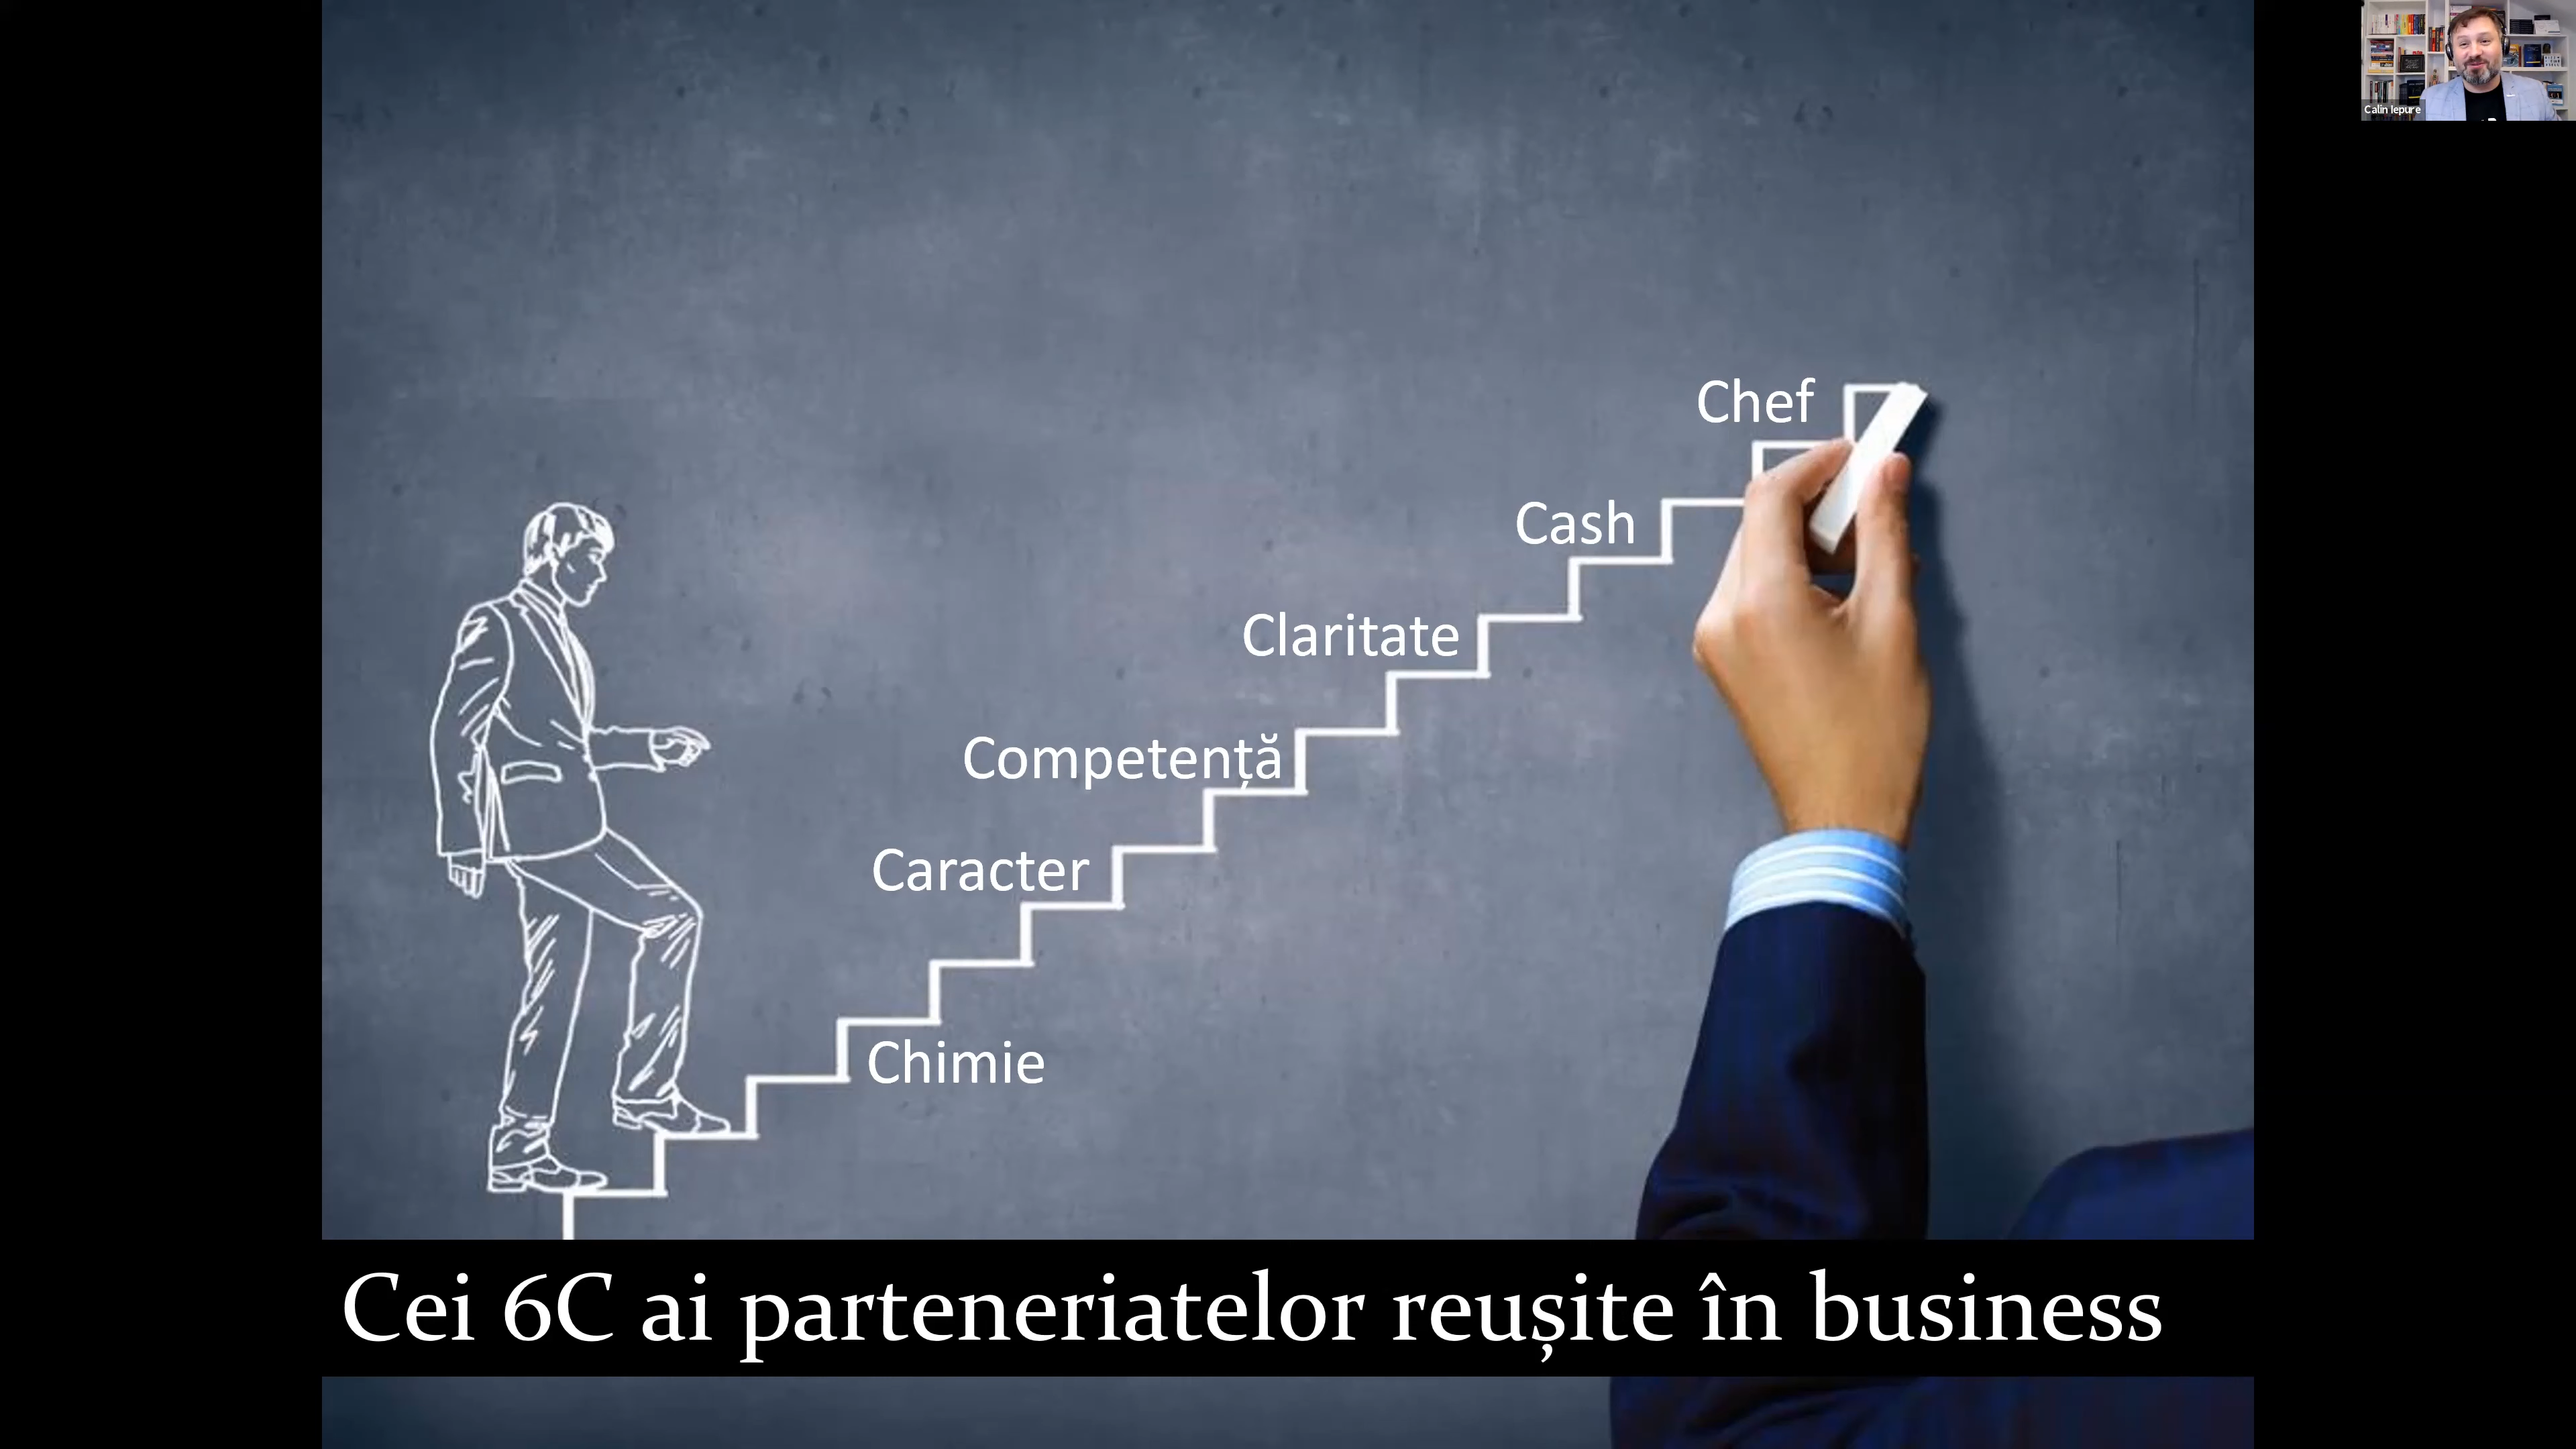 Calin Iepure
Chef
Cash
Claritate
Competență
Caracter
Chimie
Cei 6C ai parteneriatelor reușite în business